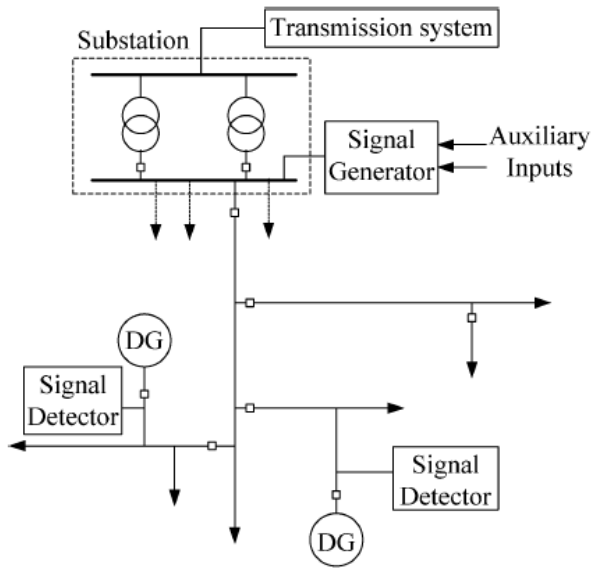 Transmission system
Substation
Signal
Generator
Auxiliary
Inputs
DG
Signal
Detector
Signal
Detector
DG